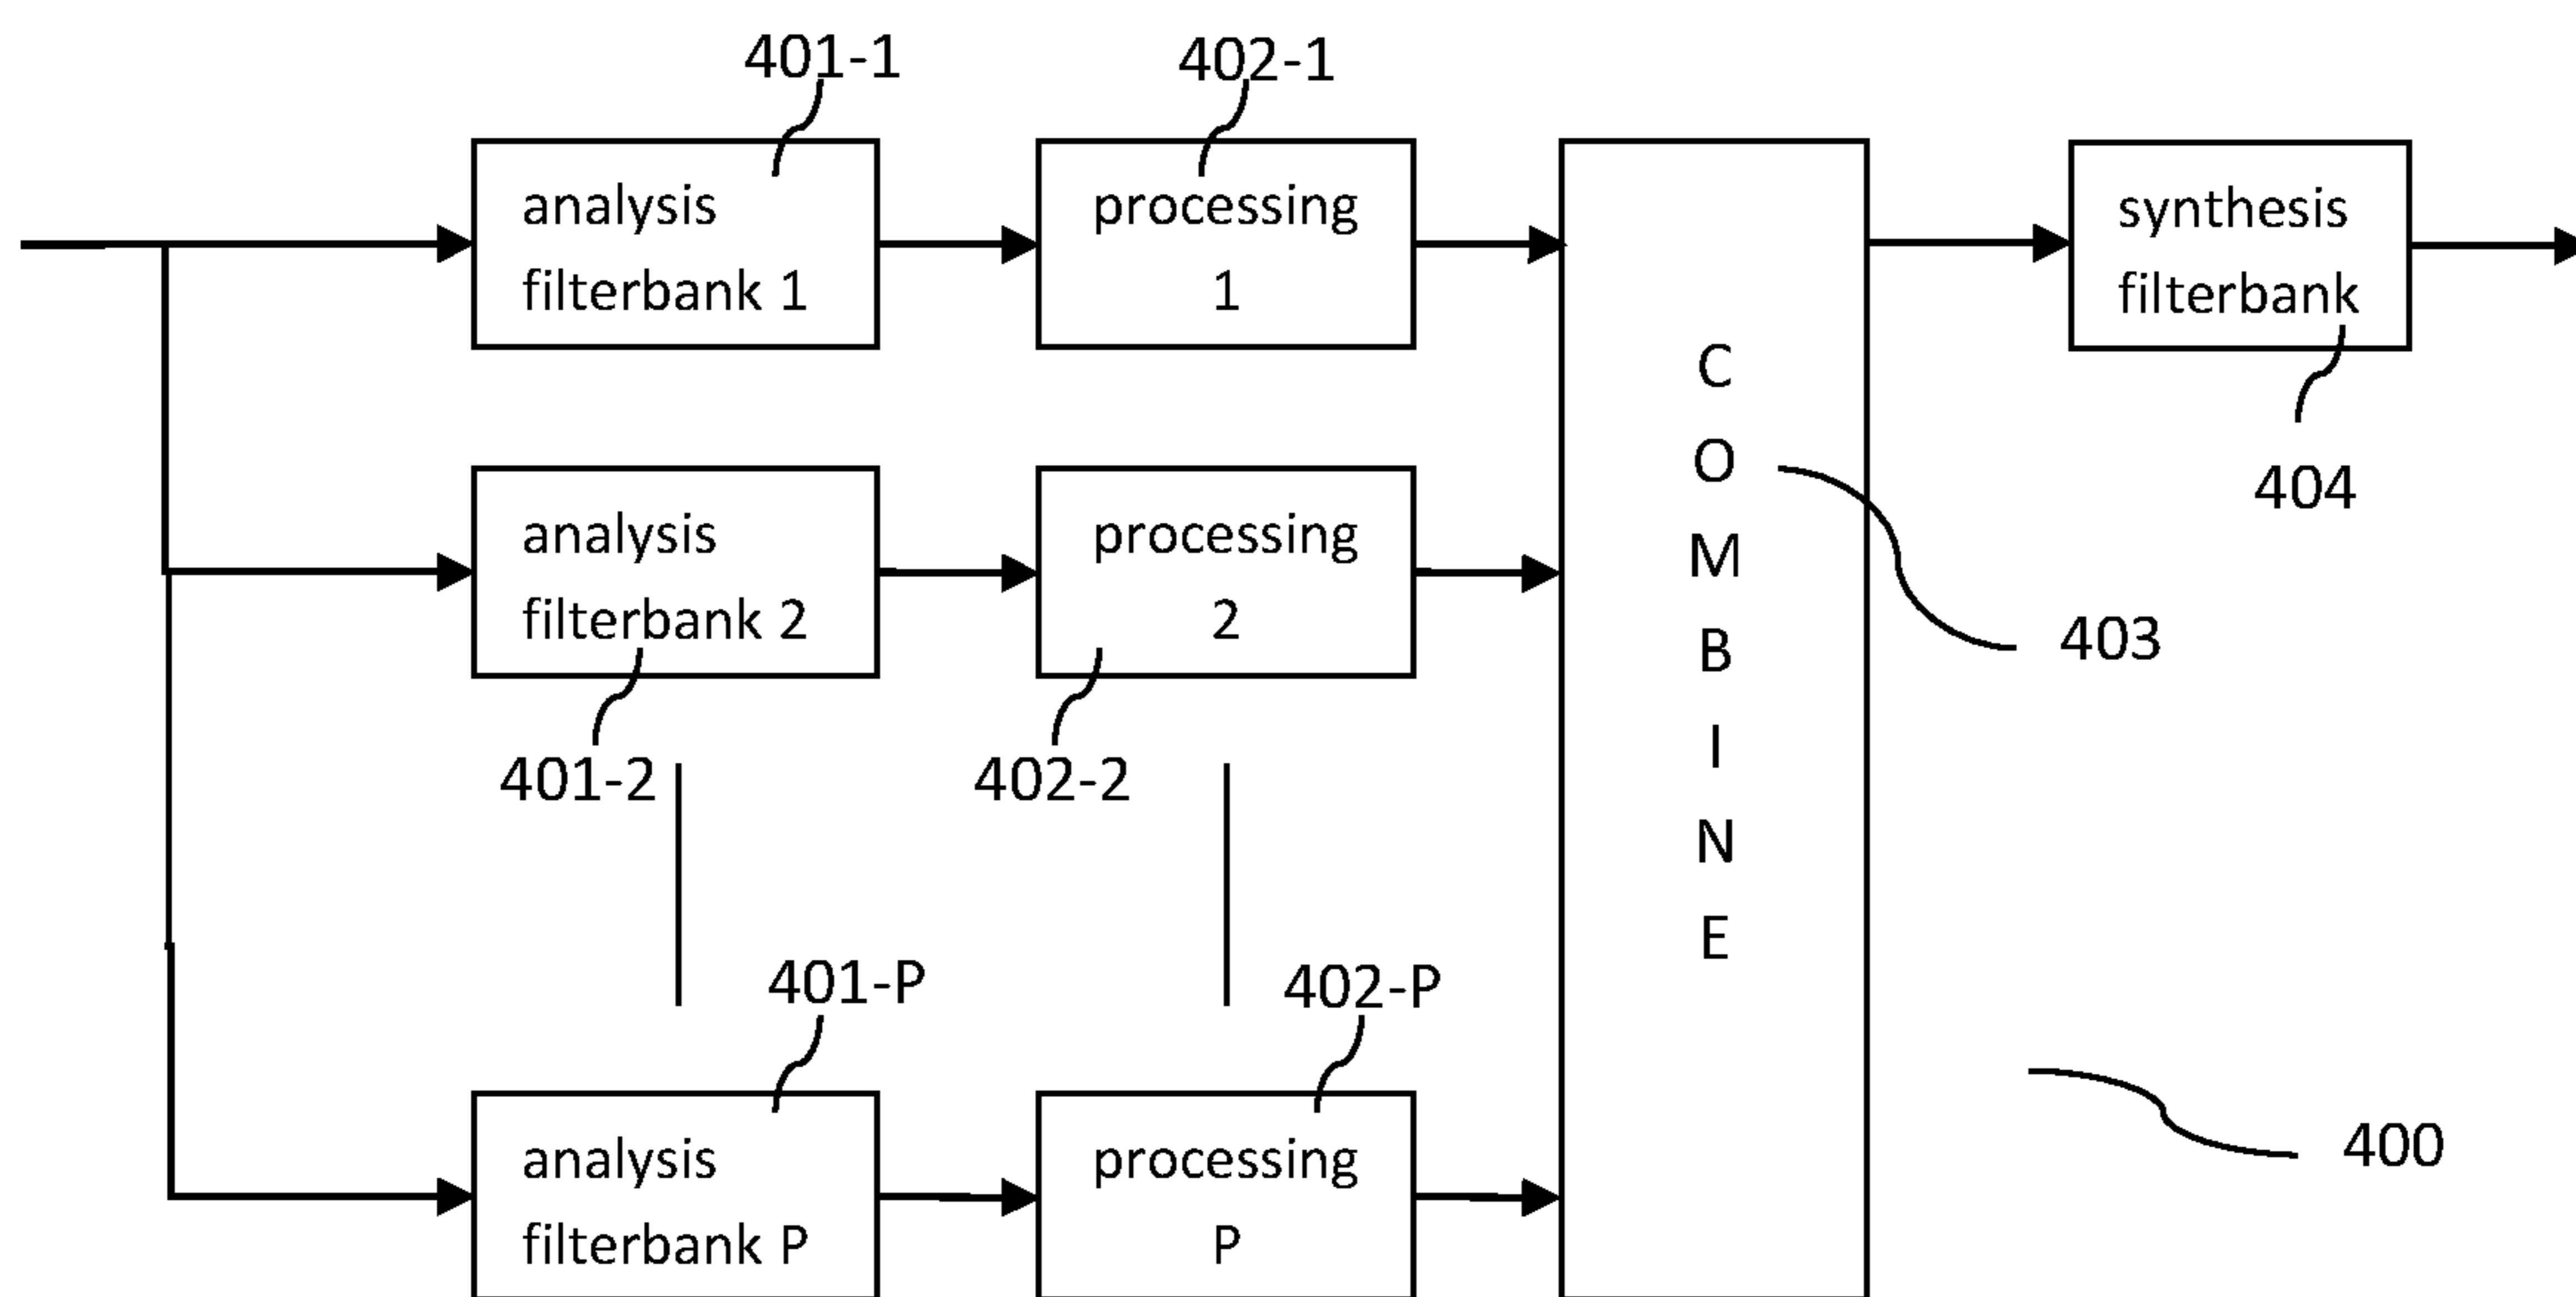 401-1
402-1
analysis
filterbank 1
processing
1
synthesis
filterbank
404
analysis
filterbank 2
processing
2
401-2
402-2
C
O
M
B
I
N
E
403
401-P
402-P
analysis
filterbank P
processing
P
400